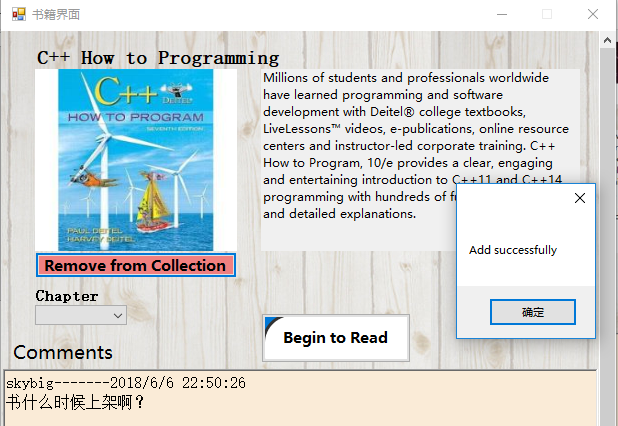 书籍界面
C++ How to Programming
C++
DEITEL
HOW TO PROGRAM
SEVENTH EDITION
PAUL DEITEL
HARVEY DEITEL
Millions of students and professionals worldwide
have learned programming and software
development with Deitel® college textbooks,
LiveLessons™ videos, e-publications, online resource
centers and instructor-led corporate training. C++
How to Program, 10/e provides a clear, engaging
and entertaining introduction to C++11 and C++14
programming with hundreds of
and detailed explanations.
Add successfully
确定
Remove from Collection
Chapter
Begin to Read
Comments
skybig-------2018/6/6 22:50:26
书什么时候上架啊？